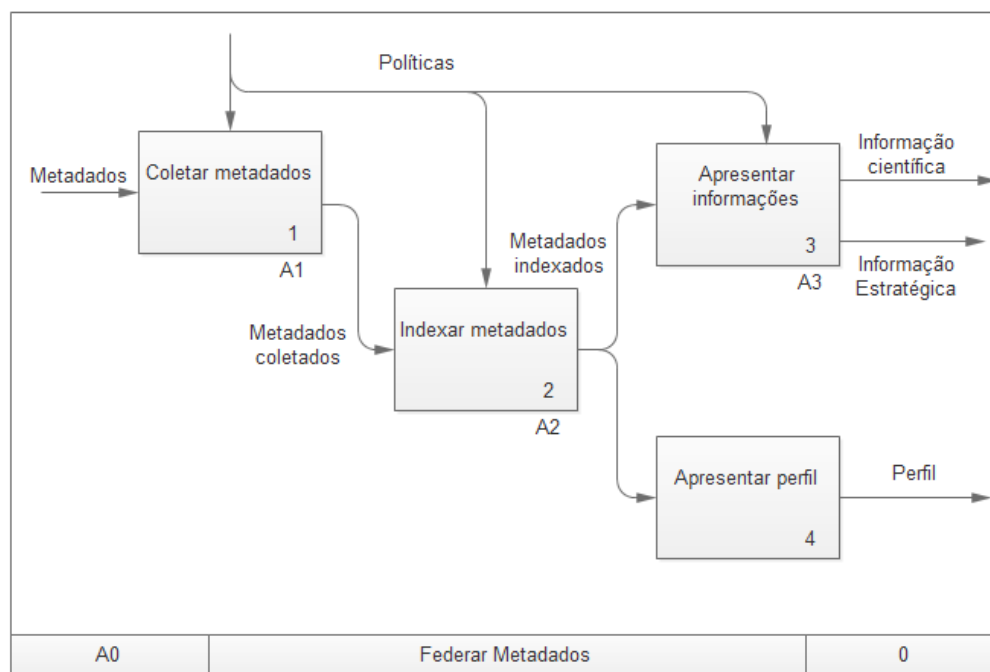 Políticas
Metadados
Coletar metadados
1
A1
Metadados
coletados
Indexar metadados
2
A2
Metadados
indexados
Apresentar
informações
3
A3
Informação
científica
Informação
Estratégica
Apresentar perfil
4
Perfil
A0
Federar Metadados
0